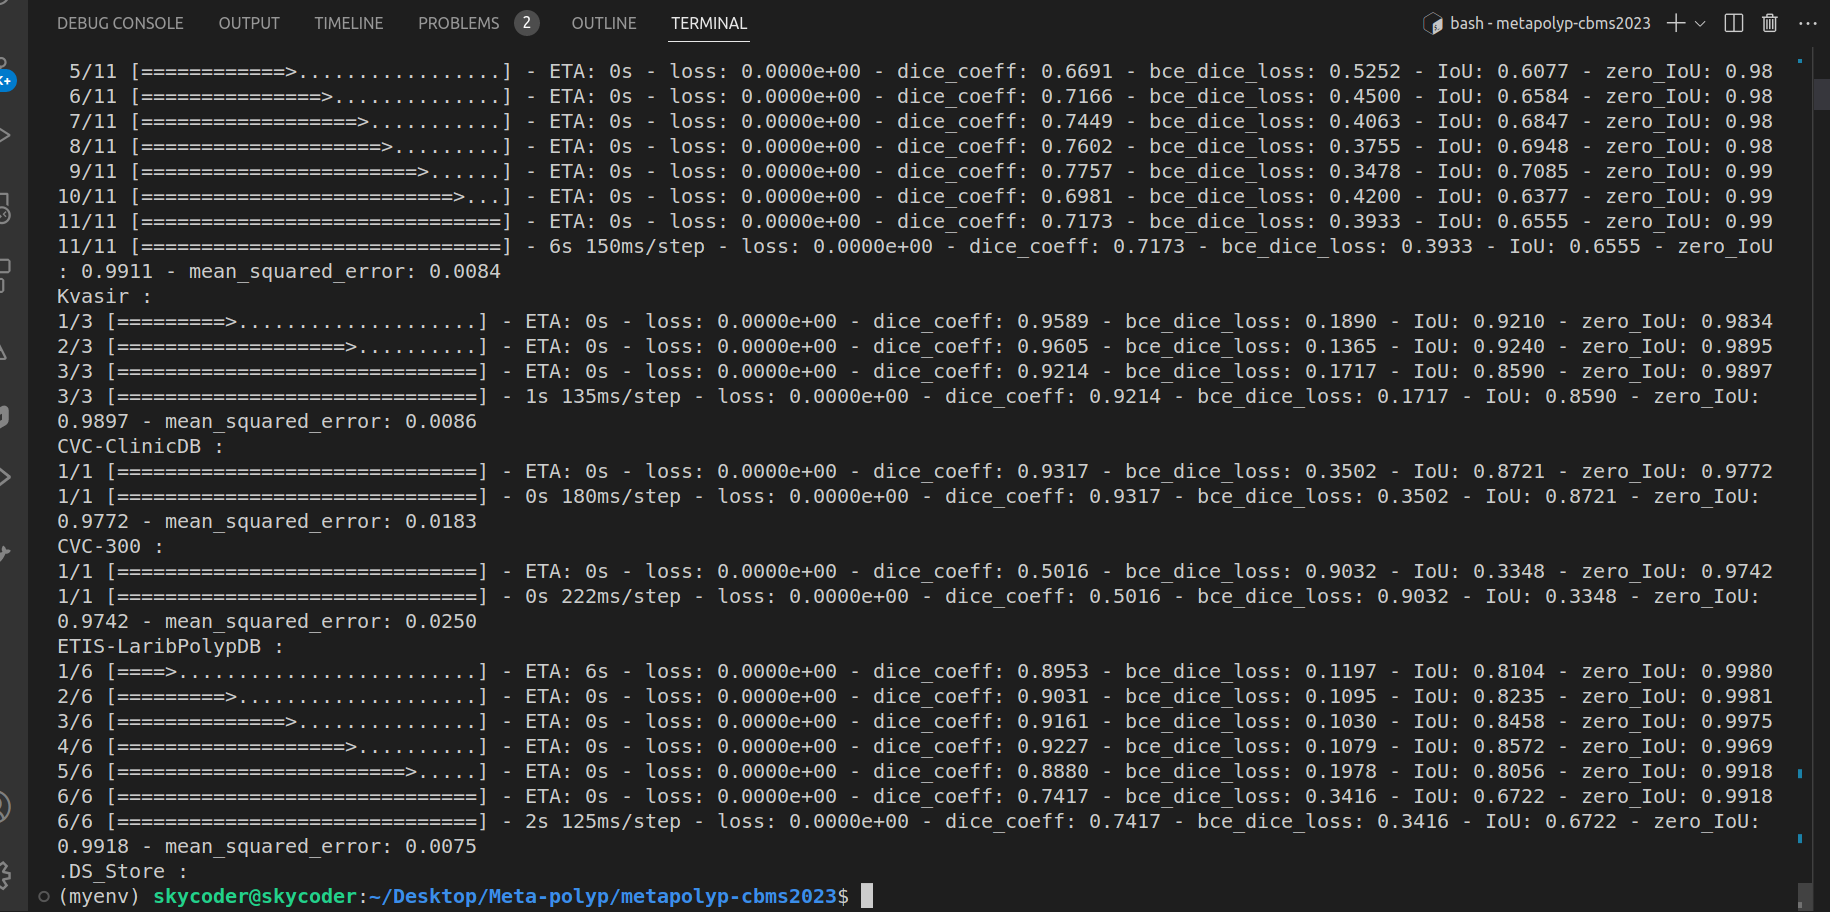 DEBUG CONSOLE OUTPUT TIMELINE PROBLEMS 2 OUTLINE TERMINAL bash - metapolyp-cbms2023
5/11 [============>.................] - ETA: 0s - loss: 0.0000e+00 - dice_coeff: 0.6691 - bce_dice_loss: 0.5252 - IoU: 0.6077 - zero_IoU: 0.98
6/11 [===============>..............] - ETA: 0s - loss: 0.0000e+00 - dice_coeff: 0.7166 - bce_dice_loss: 0.4500 - IoU: 0.6584 - zero_IoU: 0.98
7/11 [==================>...........] - ETA: 0s - loss: 0.0000e+00 - dice_coeff: 0.7449 - bce_dice_loss: 0.4063 - IoU: 0.6847 - zero_IoU: 0.98
8/11 [====================>.........] - ETA: 0s - loss: 0.0000e+00 - dice_coeff: 0.7602 - bce_dice_loss: 0.3755 - IoU: 0.6948 - zero_IoU: 0.98
9/11 [=======================>......] - ETA: 0s - loss: 0.0000e+00 - dice_coeff: 0.7757 - bce_dice_loss: 0.3478 - IoU: 0.7085 - zero_IoU: 0.99
10/11 [==========================>...] - ETA: 0s - loss: 0.0000e+00 - dice_coeff: 0.6981 - bce_dice_loss: 0.4200 - IoU: 0.6377 - zero_IoU: 0.99
11/11 [==============================] - ETA: 0s - loss: 0.0000e+00 - dice_coeff: 0.7173 - bce_dice_loss: 0.3933 - IoU: 0.6555 - zero_IoU: 0.99
11/11 [==============================] - 6s 150ms/step - loss: 0.0000e+00 - dice_coeff: 0.7173 - bce_dice_loss: 0.3933 - IoU: 0.6555 - zero_IoU
: 0.9911 - mean_squared_error: 0.0084
Kvasir :
1/3 [=========>....................] - ETA: 0s - loss: 0.0000e+00 - dice_coeff: 0.9589 - bce_dice_loss: 0.1890 - IoU: 0.9210 - zero_IoU: 0.9834
2/3 [===================>..........] - ETA: 0s - loss: 0.0000e+00 - dice_coeff: 0.9605 - bce_dice_loss: 0.1365 - IoU: 0.9240 - zero_IoU: 0.9895
3/3 [==============================] - ETA: 0s - loss: 0.0000e+00 - dice_coeff: 0.9214 - bce_dice_loss: 0.1717 - IoU: 0.8590 - zero_IoU: 0.9897
3/3 [==============================] - 1s 135ms/step - loss: 0.0000e+00 - dice_coeff: 0.9214 - bce_dice_loss: 0.1717 - IoU: 0.8590 - zero_IoU:
0.9897 - mean_squared_error: 0.0086
CVC-ClinicDB :
1/1 [==============================] - ETA: 0s - loss: 0.0000e+00 - dice_coeff: 0.9317 - bce_dice_loss: 0.3502 - IoU: 0.8721 - zero_IoU: 0.9772
1/1 [==============================] - 0s 180ms/step - loss: 0.0000e+00 - dice_coeff: 0.9317 - bce_dice_loss: 0.3502 - IoU: 0.8721 - zero_IoU:
0.9772 - mean_squared_error: 0.0183
CVC-300 :
1/1 [==============================] - ETA: 0s - loss: 0.0000e+00 - dice_coeff: 0.5016 - bce_dice_loss: 0.9032 - IoU: 0.3348 - zero_IoU: 0.9742
1/1 [==============================] - 0s 222ms/step - loss: 0.0000e+00 - dice_coeff: 0.5016 - bce_dice_loss: 0.9032 - IoU: 0.3348 - zero_IoU:
0.9742 - mean_squared_error: 0.0250
ETIS-LaribPolypDB :
1/6 [====>.........................] - ETA: 6s - loss: 0.0000e+00 - dice_coeff: 0.8953 - bce_dice_loss: 0.1197 - IoU: 0.8104 - zero_IoU: 0.9980
2/6 [=========>....................] - ETA: 0s - loss: 0.0000e+00 - dice_coeff: 0.9031 - bce_dice_loss: 0.1095 - IoU: 0.8235 - zero_IoU: 0.9981
3/6 [==============>...............] - ETA: 0s - loss: 0.0000e+00 - dice_coeff: 0.9161 - bce_dice_loss: 0.1030 - IoU: 0.8458 - zero_IoU: 0.9975
4/6 [===================>..........] - ETA: 0s - loss: 0.0000e+00 - dice_coeff: 0.9227 - bce_dice_loss: 0.1079 - IoU: 0.8572 - zero_IoU: 0.9969
5/6 [========================>.....] - ETA: 0s - loss: 0.0000e+00 - dice_coeff: 0.8880 - bce_dice_loss: 0.1978 - IoU: 0.8056 - zero_IoU: 0.9918
6/6 [==============================] - ETA: 0s - loss: 0.0000e+00 - dice_coeff: 0.7417 - bce_dice_loss: 0.3416 - IoU: 0.6722 - zero_IoU: 0.9918
6/6 [==============================] - 2s 125ms/step - loss: 0.0000e+00 - dice_coeff: 0.7417 - bce_dice_loss: 0.3416 - IoU: 0.6722 - zero_IoU:
0.9918 - mean_squared_error: 0.0075
.DS_Store :
(myenv) skycoder@skycoder:~/Desktop/Meta-polyp/metapolyp-cbms2023$